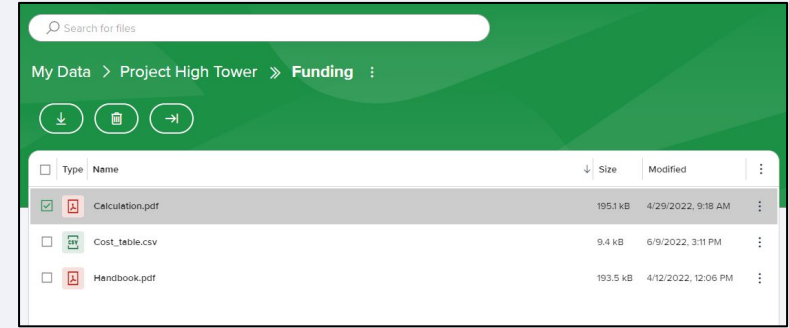 Search for files
My Data > Project High Tower >> Funding
Type Name Size Modified
Calculation.pdf 195.1 kB 4/29/2022, 9:18 AM
CSV Cost_table.csv 9.4 kB 6/9/2022, 3:11 PM
Handbook.pdf 193.5 kB 4/12/2022, 12:06 PM